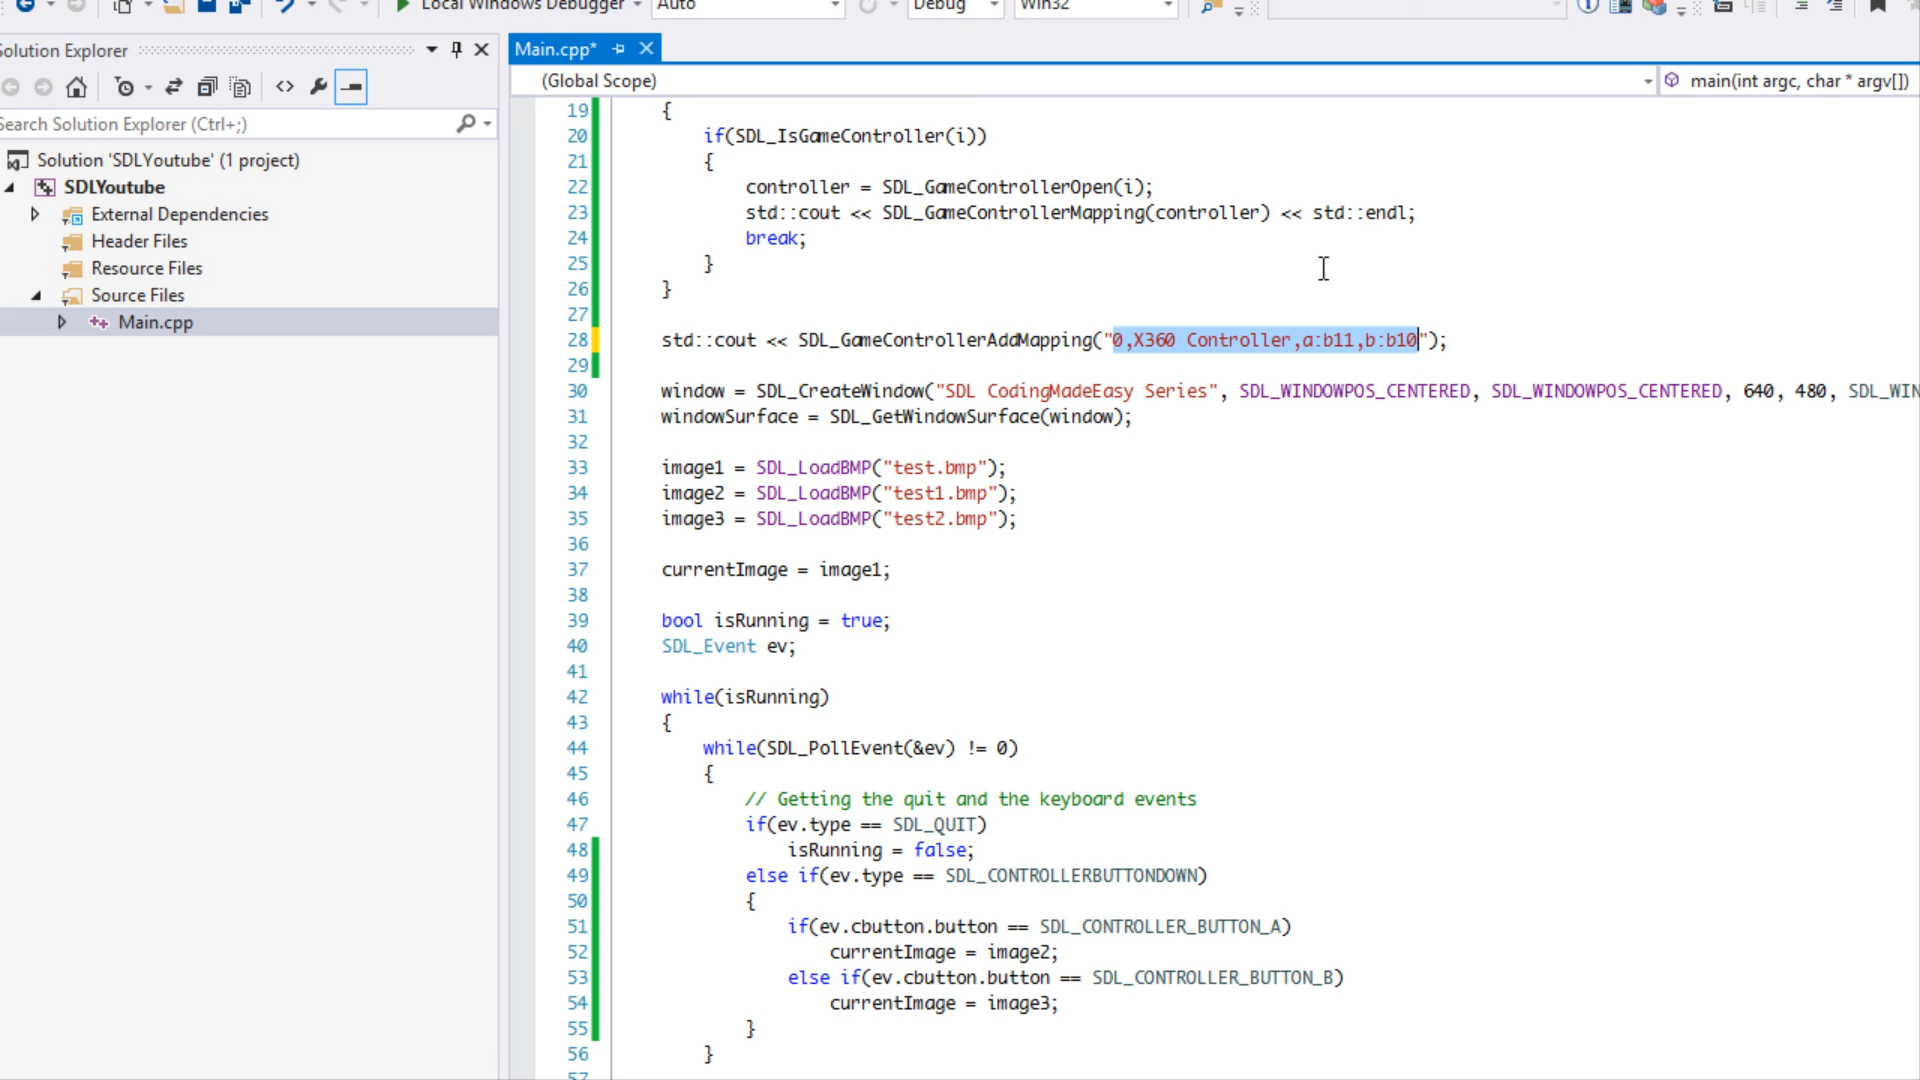 Local Windows Debugger
Auto
Debug
Win32
Solution Explorer
Main.cpp*
(Global Scope)
main(int argc, char * argv[])
Search Solution Explorer (Ctrl+;)
Solution 'SDLYoutube' (1 project)
SDLYoutube
External Dependencies
Header Files
Resource Files
Source Files
Main.cpp
19 {
20 if(SDL_IsGameController(i))
21 {
22 controller = SDL_GameControllerOpen(i);
23 std::cout << SDL_GameControllerMapping(controller) << std::endl;
24 break;
25 }
26 }
27
28 std::cout << SDL_GameControllerAddMapping("0,X360 Controller,a:b11,b:b10");
29
30 window = SDL_CreateWindow("SDL CodingMadeEasy Series", SDL_WINDOWPOS_CENTERED, SDL_WINDOWPOS_CENTERED, 640, 480, SDL_WIN
31 windowSurface = SDL_GetWindowSurface(window);
32
33 image1 = SDL_LoadBMP("test.bmp");
34 image2 = SDL_LoadBMP("test1.bmp");
35 image3 = SDL_LoadBMP("test2.bmp");
36
37 currentImage = image1;
38
39 bool isRunning = true;
40 SDL_Event ev;
41
42 while(isRunning)
43 {
44 while(SDL_PollEvent(&ev) != 0)
45 {
46 // Getting the quit and the keyboard events
47 if(ev.type == SDL_QUIT)
48 isRunning = false;
49 else if(ev.type == SDL_CONTROLLERBUTTONDOWN)
50 {
51 if(ev.cbutton.button == SDL_CONTROLLER_BUTTON_A)
52 currentImage = image2;
53 else if(ev.cbutton.button == SDL_CONTROLLER_BUTTON_B)
54 currentImage = image3;
55 }
56 }
57